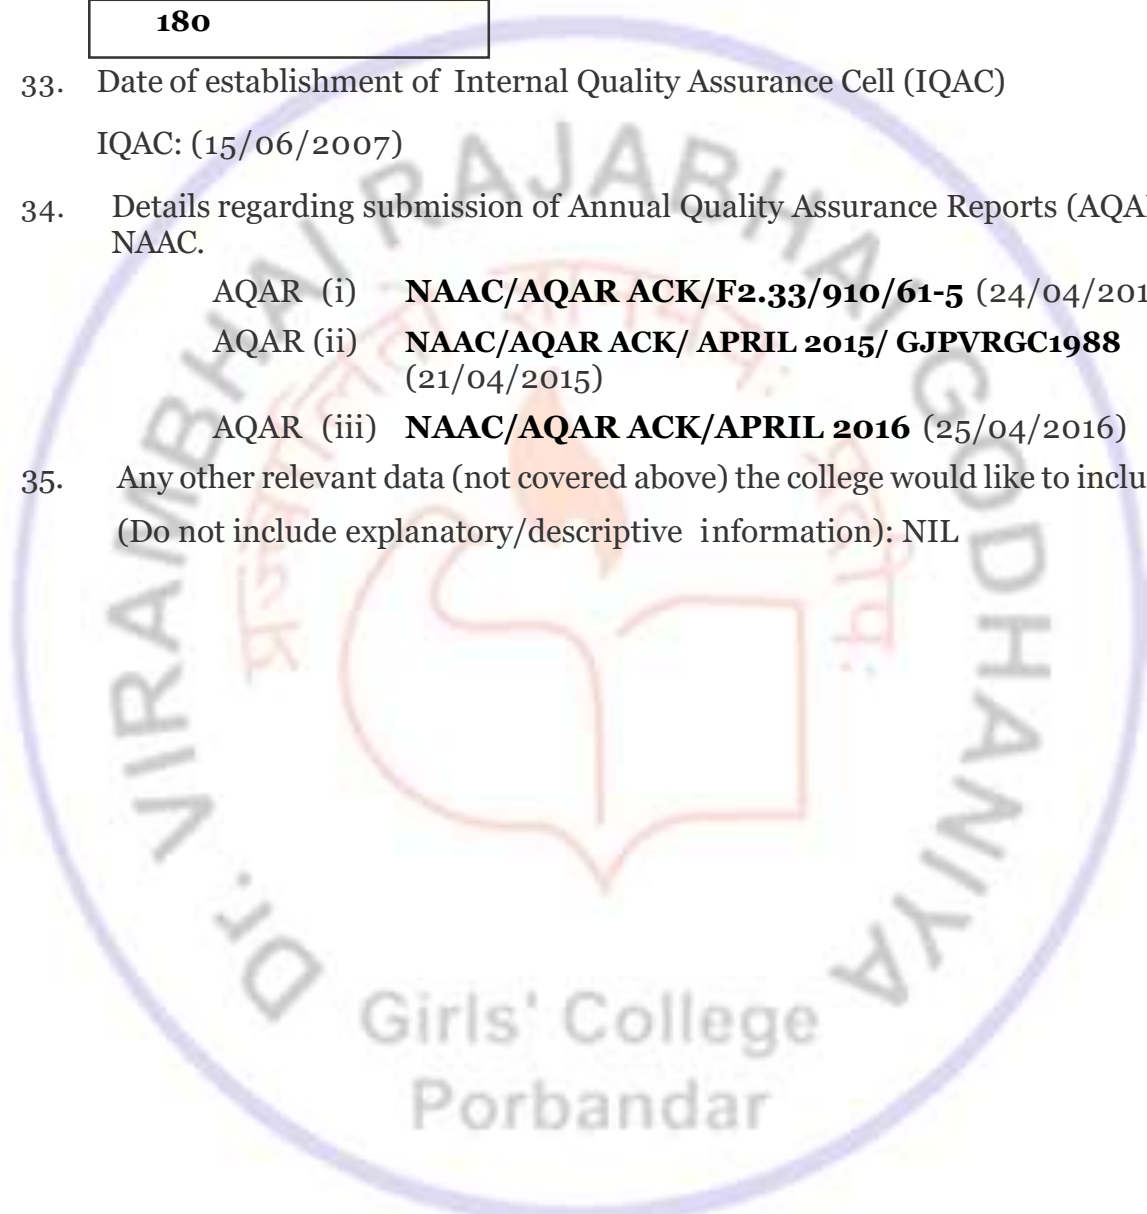 180
33. Date of establishment of Internal Quality Assurance Cell (IQAC)
IQAC: (15/06/2007)
34. Details regarding submission of Annual Quality Assurance Reports (AQA
NAAC.
AQAR (i) NAAC/AQAR ACK/F2.33/910/61-5 (24/04/201
AQAR (ii) NAAC/AQAR ACK/ APRIL 2015/ GJPVRGC1988
(21/04/2015)
AQAR (iii) NAAC/AQAR ACK/APRIL 2016 (25/04/2016)
35. Any other relevant data (not covered above) the college would like to inclu
(Do not include explanatory/descriptive information): NIL
Dr. VIRAMBHAI RAJABHAI GODHANIYA
Girls' College
Porbandar